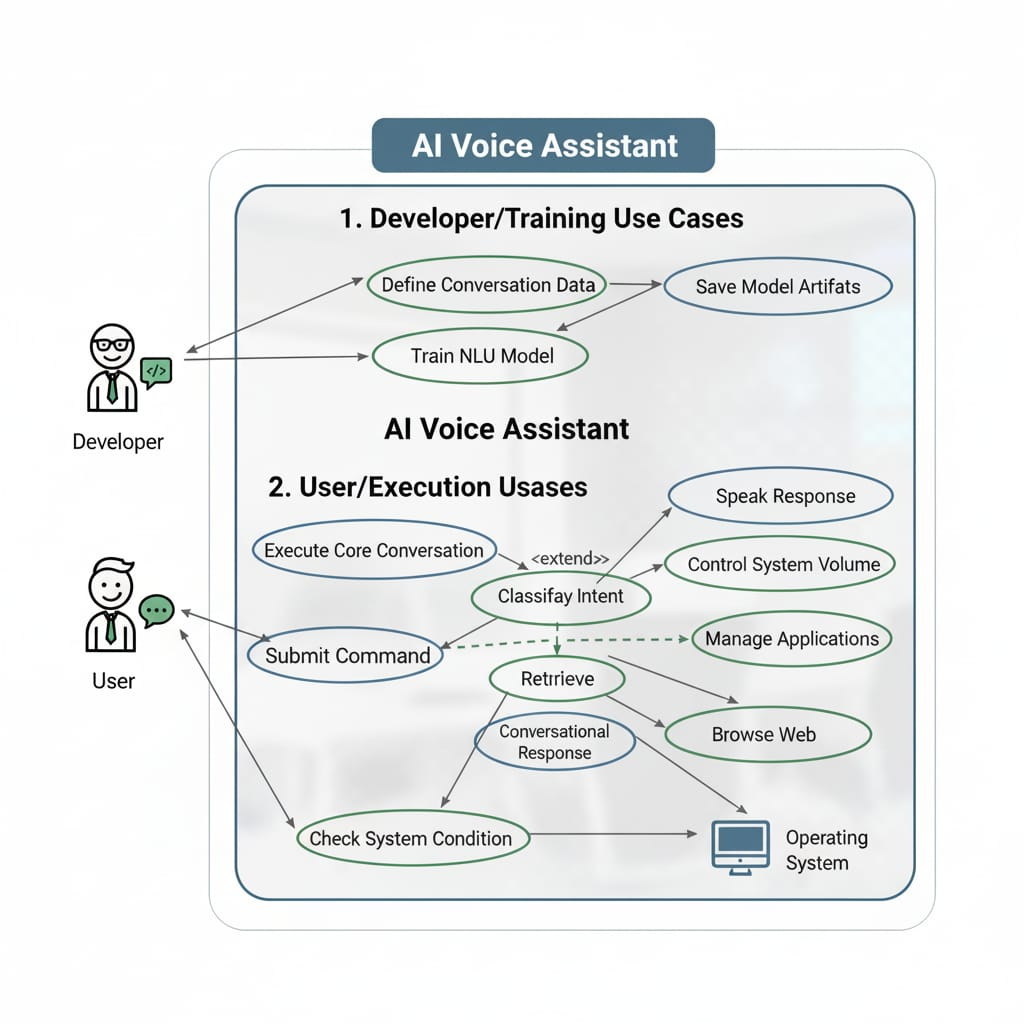 AI Voice Assistant
1. Developer/Training Use Cases
Define Conversation Data
Save Model Artifats
Train NLU Model
</>
Developer
AI Voice Assistant
2. User/Execution Usases
Speak Response
Execute Core Conversation
<extend>>
Control System Volume
Classifay Intent
Submit Command
Manage Applications
User
Retrieve
Conversational
Response
Browse Web
Check System Condition
Operating
System